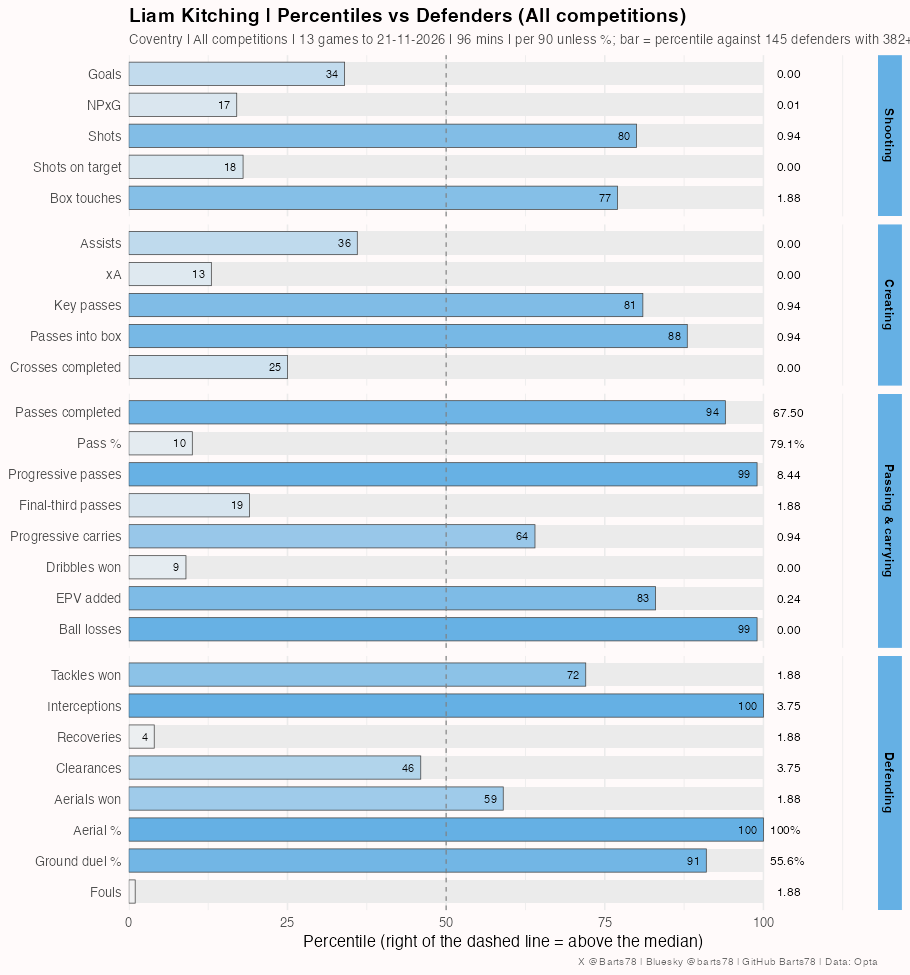 Liam Kitching | Percentiles vs Defenders (All competitions)
Coventry | All competitions | 13 games to 21-11-2026 | 96 mins | per 90 unless %; bar = percentile against 145 defenders with 382+
Goals 34 0.00
NPxG 17 0.01
Shots 80 0.94
Shots on target 18 0.00
Box touches 77 1.88
Shooting
Assists 36 0.00
xA 13 0.00
Key passes 81 0.94
Passes into box 88 0.94
Crosses completed 25 0.00
Creating
Passes completed 94 67.50
Pass % 10 79.1%
Progressive passes 99 8.44
Final-third passes 19 1.88
Progressive carries 64 0.94
Dribbles won 9 0.00
EPV added 83 0.24
Ball losses 99 0.00
Passing & carrying
Tackles won 72 1.88
Interceptions 100 3.75
Recoveries 4 1.88
Clearances 46 3.75
Aerials won 59 1.88
Aerial % 100 100%
Ground duel % 91 55.6%
Fouls 1.88
Defending
0 25 50 75 100
Percentile (right of the dashed line = above the median)
X @Barts78 | Bluesky @barts78 | GitHub Barts78 | Data: Opta